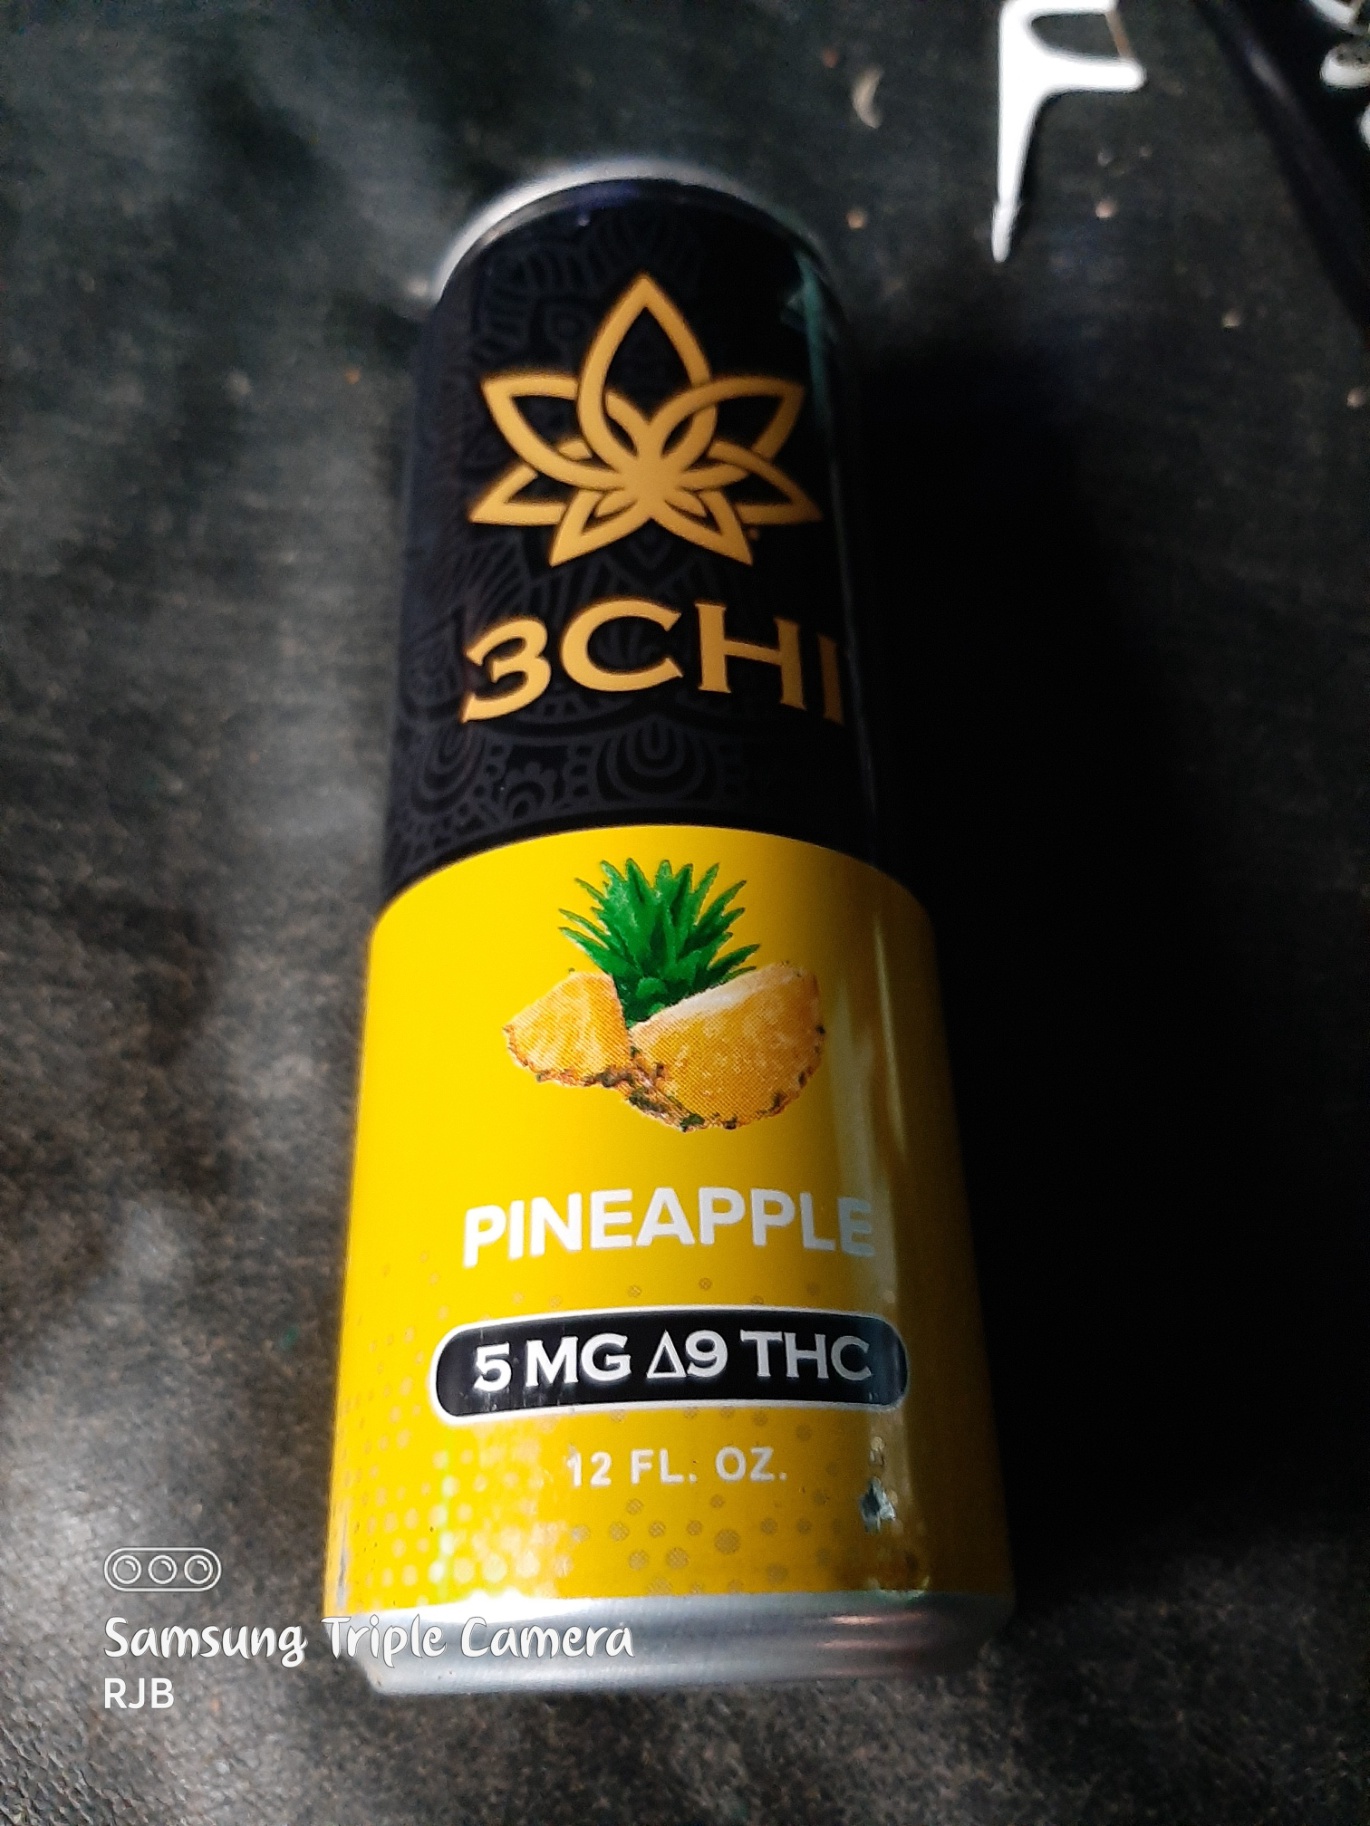 3CHI
PINEAPPLE
5 MG Δ9 THC
12 FL. OZ.
Samsung Triple Camera
RJB